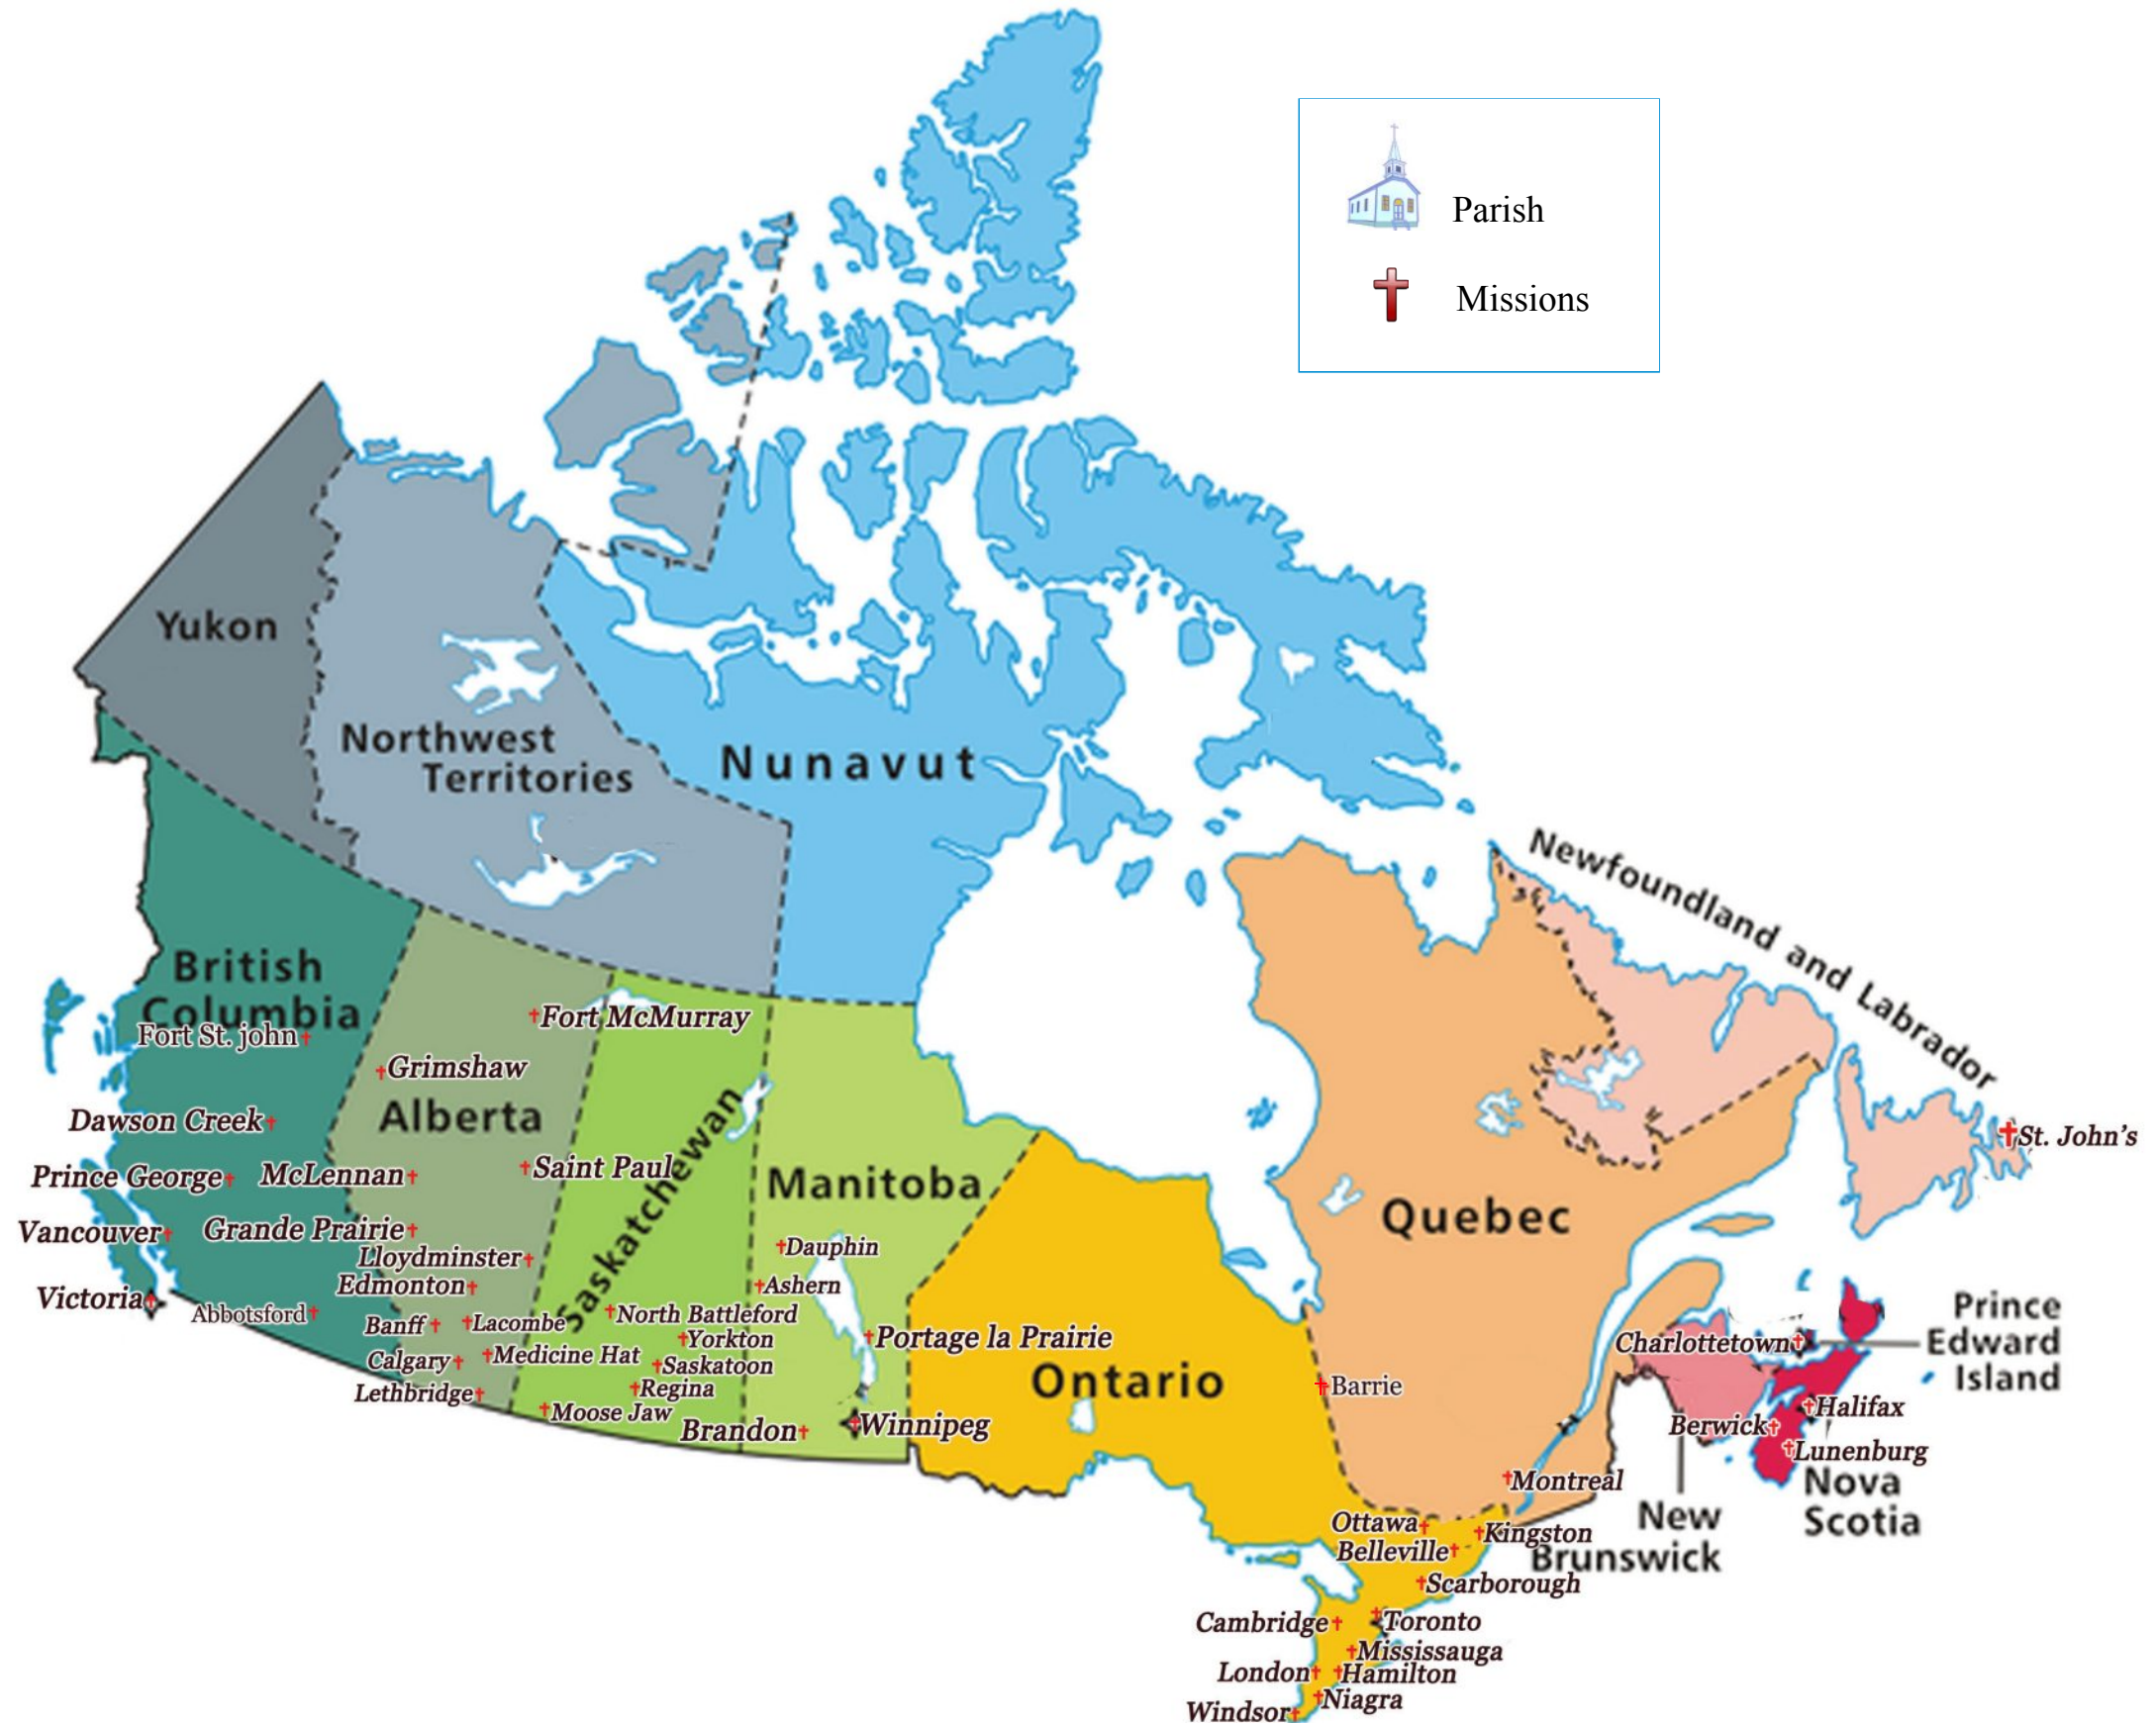 Parish
Missions
Yukon
Northwest
Territories
Nunavut
Newfoundland and Labrador
British
Columbia
Fort St. john
Fort McMurray
Grimshaw
Alberta
Dawson Creek
Saskatchewan
St. John's
Prince George
McLennan
Saint Paul
Manitoba
Quebec
Vancouver
Grande Prairie
Lloydminster
Dauphin
Edmonton
Ashern
Victoria
Abbotsford
Banff
Lacombe
North Battleford
Yorkton
Portage la Prairie
Prince
Edward
Island
Charlottetown
Calgary
Medicine Hat
Saskatoon
Ontario
Barrie
Lethbridge
Regina
Moose Jaw
Brandon
Winnipeg
Halifax
Berwick
Lunenburg
Nova
Scotia
Montreal
New
Brunswick
Ottawa
Kingston
Belleville
Scarborough
Cambridge
Toronto
Mississauga
London
Hamilton
Niagra
Windsor